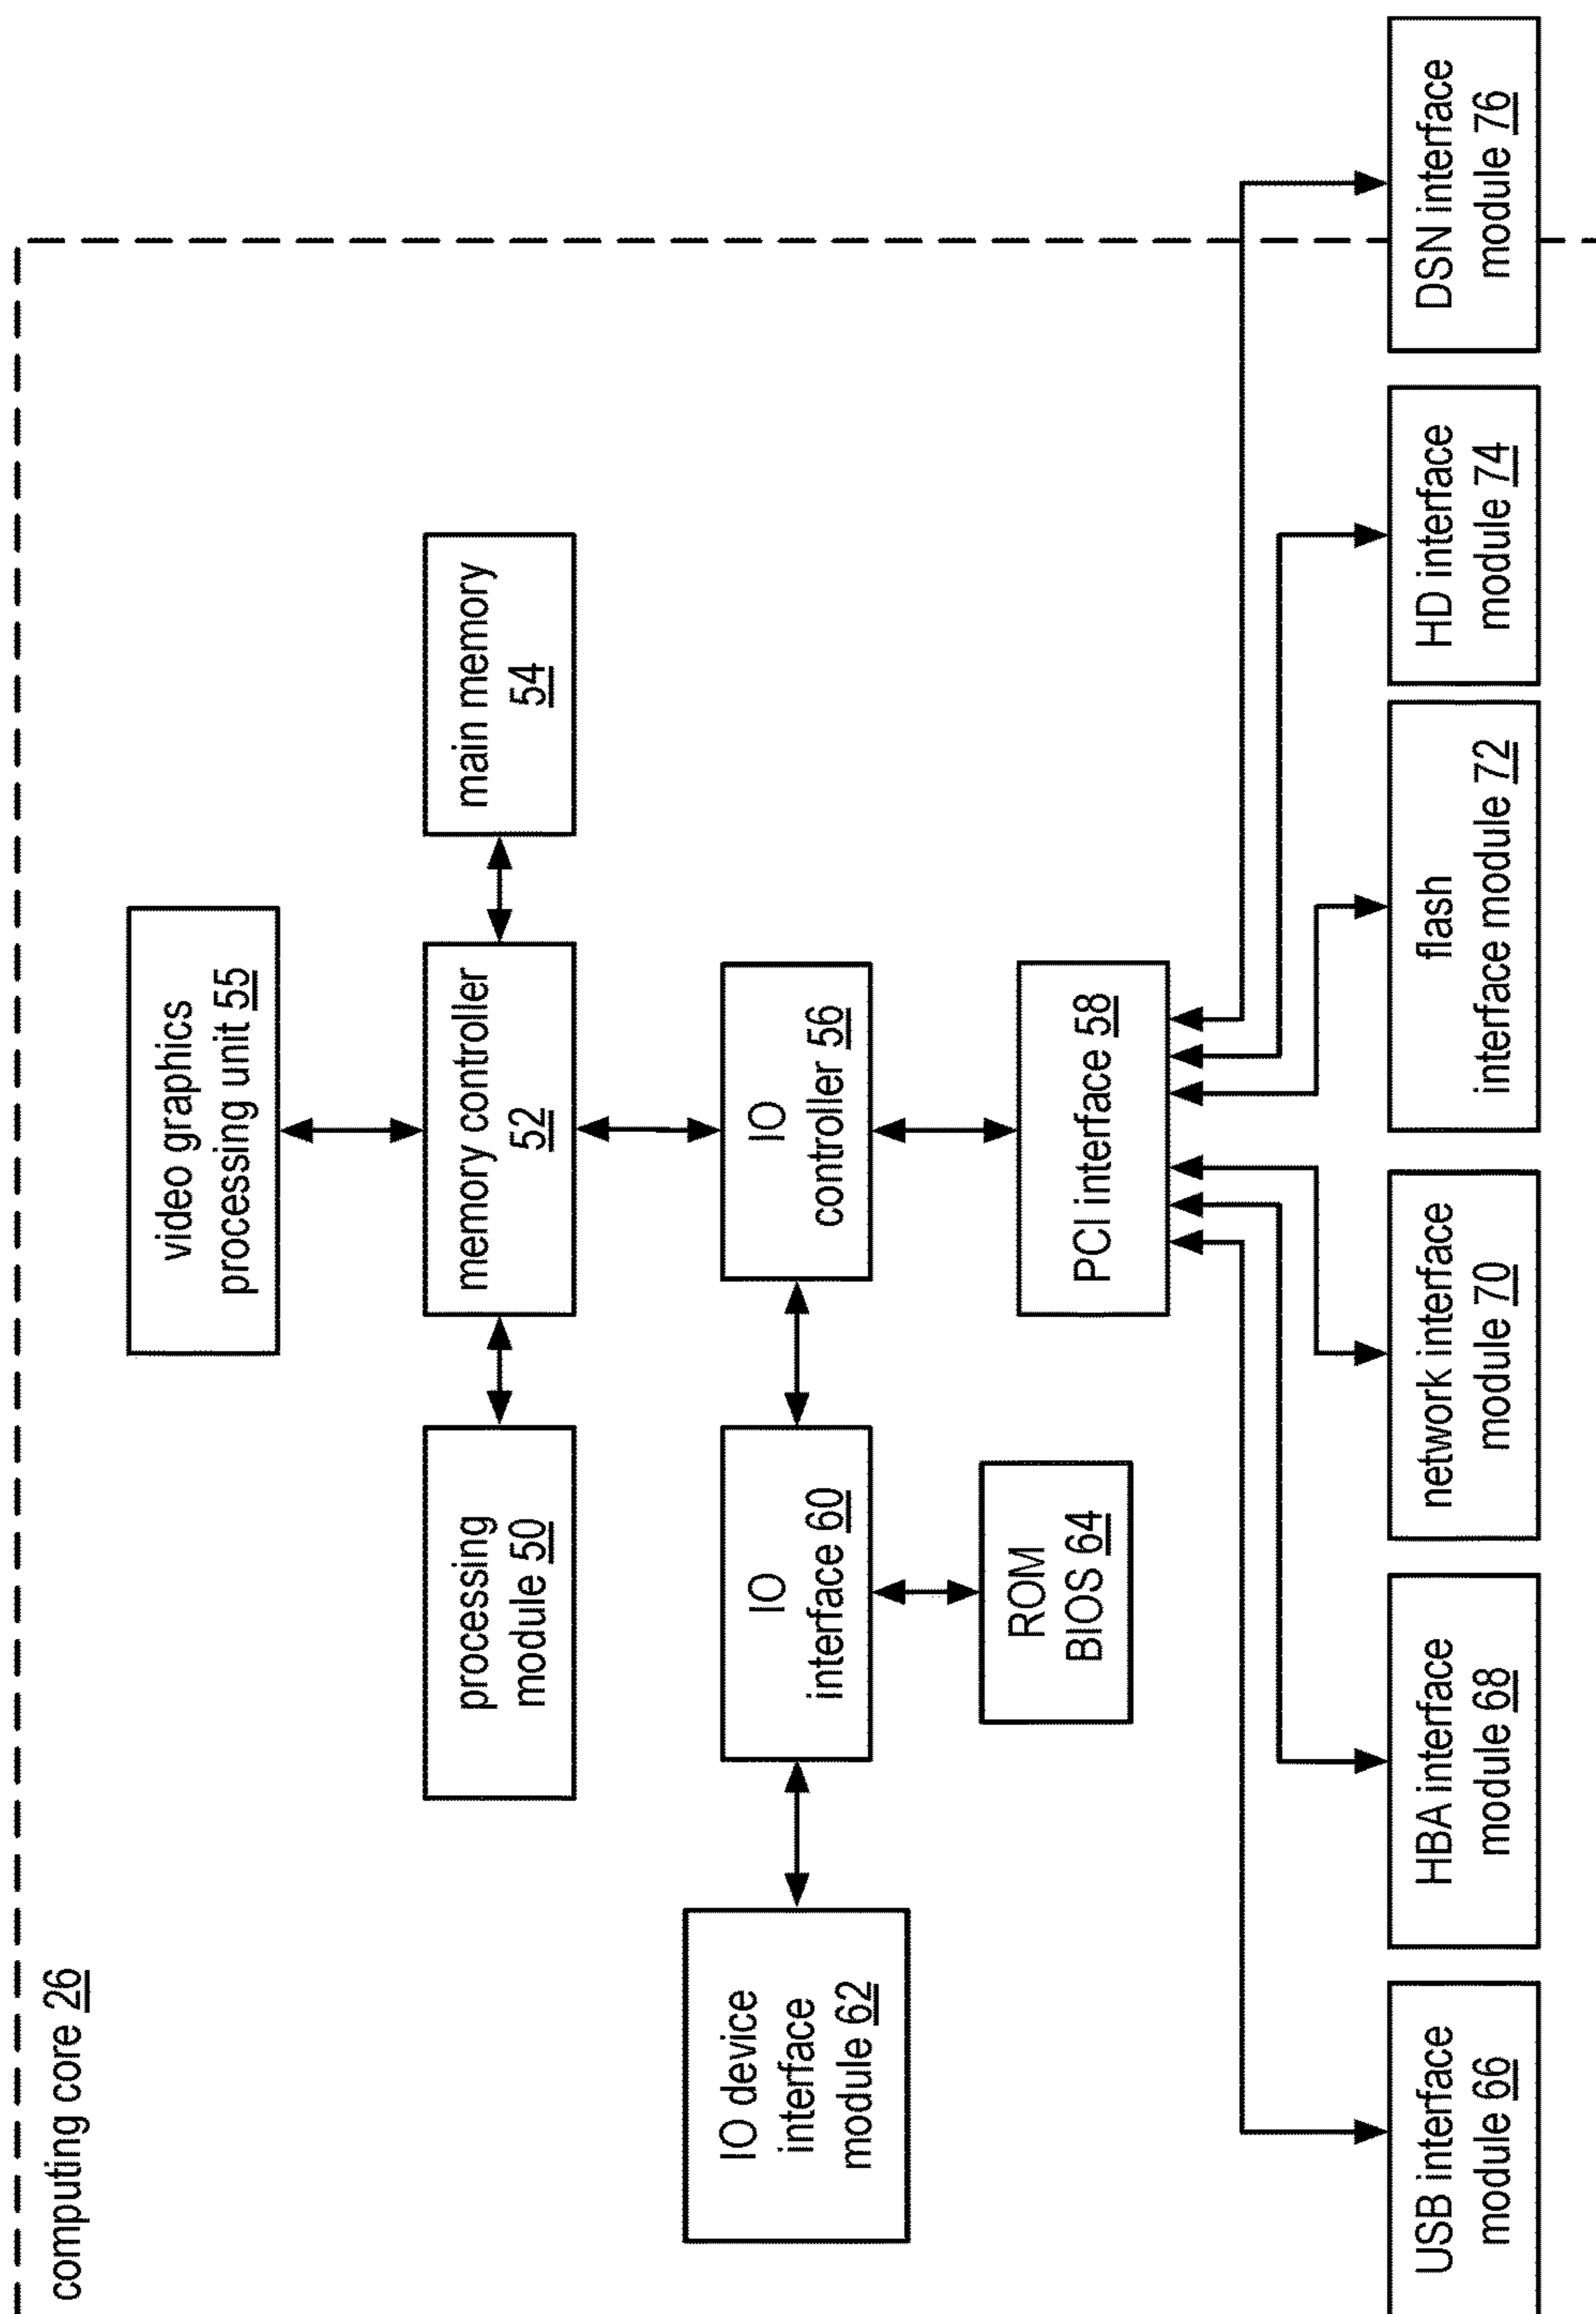 computing core 26
video graphics
processing unit 55
processing
module 50
memory controller
52
main memory
54
IO device
interface
module 62
IO
interface 60
IO
controller 56
ROM
BIOS 64
PCI interface 58
USB interface
module 66
HBA interface
module 68
network interface
module 70
flash
interface module 72
HD interface
module 74
DSN interface
module 76